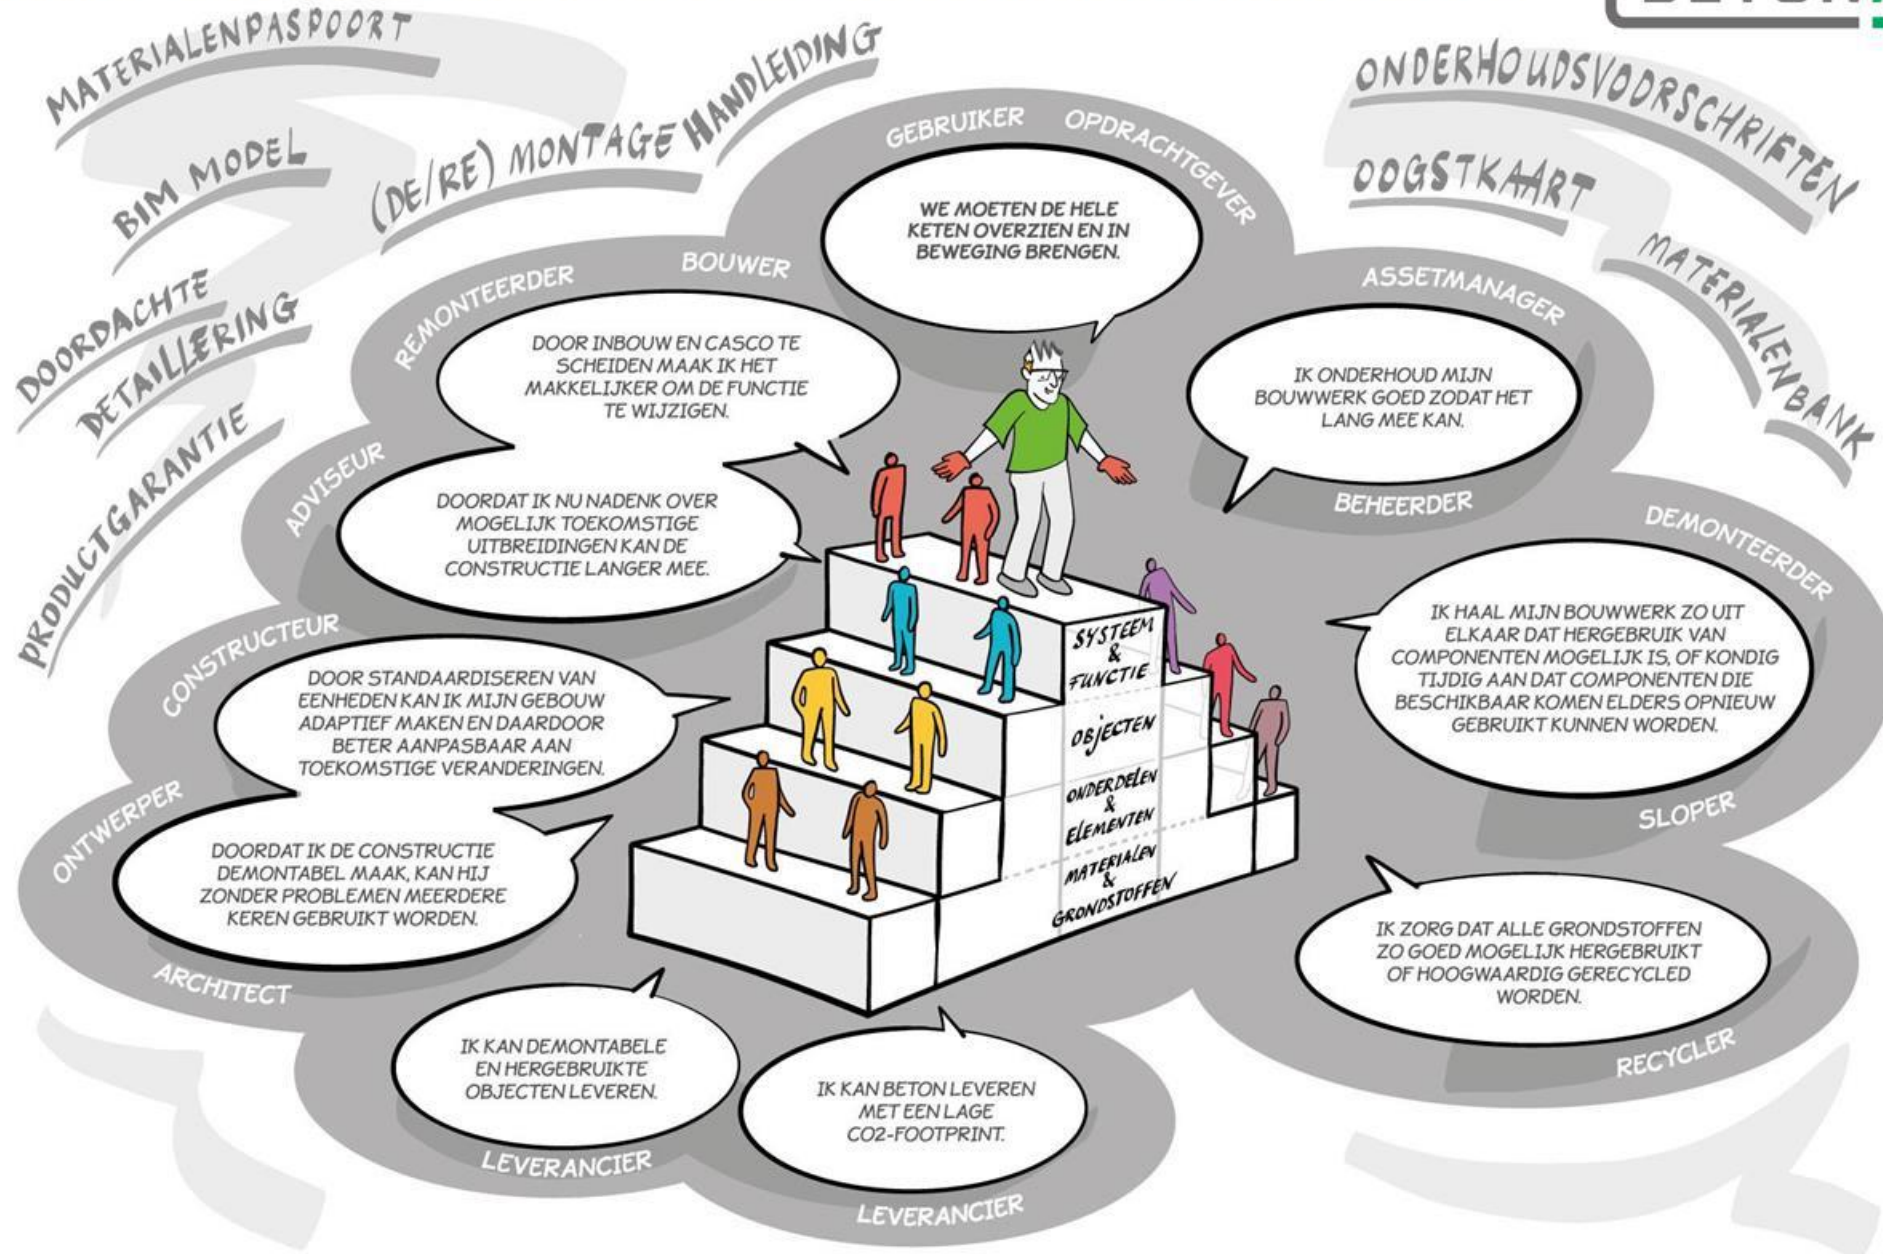 MATERIALENPASPOORT
BIM MODEL
(DE/RE) MONTAGE HANDLEIDING
DOORDACHTE
DETAILLERING
PRODUCTGARANTIE
ONDERHOUDSVOORSCHRIFTEN
OOGSTKAART
MATERIALENBANK
GEBRUIKER
OPDRACHTGEVER
WE MOETEN DE HELE
KETEN OVERZIEN EN IN
BEWEGING BRENGEN.
REMONTEERDER
BOUWER
DOOR INBOUW EN CASCO TE
SCHEIDEN MAAK IK HET
MAKKELIJKER OM DE FUNCTIE
TE WIJZIGEN.
ASSETMANAGER
IK ONDERHOUD MIJN
BOUWWERK GOED ZODAT HET
LANG MEE KAN.
BEHEERDER
ADVISEUR
DOORDAT IK NU NADENK OVER
MOGELIJK TOEKOMSTIGE
UITBREIDINGEN KAN DE
CONSTRUCTIE LANGER MEE.
DEMONTEERDER
IK HAAL MIJN BOUWWERK ZO UIT
ELKAAR DAT HERGEBRUIK VAN
COMPONENTEN MOGELIJK IS, OF KONDIG
TIJDIG AAN DAT COMPONENTEN DIE
BESCHIKBAAR KOMEN ELDERS OPNIEUW
GEBRUIKT KUNNEN WORDEN.
SLOPER
CONSTRUCTEUR
DOOR STANDAARDISEREN VAN
EENHEDEN KAN IK MIJN GEBOUW
ADAPTIEF MAKEN EN DAARDOOR
BETER AANPASBAAR AAN
TOEKOMSTIGE VERANDERINGEN.
SYSTEEM
&
FUNCTIE
OBJECTEN
ONDERDELEN
&
ELEMENTEN
MATERIALEN
&
GRONDSTOFFEN
ONTWERPER
DOORDAT IK DE CONSTRUCTIE
DEMONTABEL MAAK, KAN HIJ
ZONDER PROBLEMEN MEERDERE
KEREN GEBRUIKT WORDEN.
ARCHITECT
IK ZORG DAT ALLE GRONDSTOFFEN
ZO GOED MOGELIJK HERGEBRUIKT
OF HOOGWAARDIG GERECYCLED
WORDEN.
RECYCLER
IK KAN DEMONTABELE
EN HERGEBRUIKTE
OBJECTEN LEVEREN.
LEVERANCIER
IK KAN BETON LEVEREN
MET EEN LAGE
CO2-FOOTPRINT.
LEVERANCIER